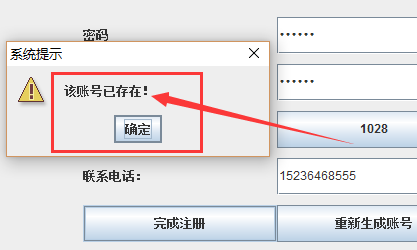 密码
••••••
系统提示
该账号已存在！
••••••
确定
1028
联系电话：
15236468555
完成注册
重新生成账号